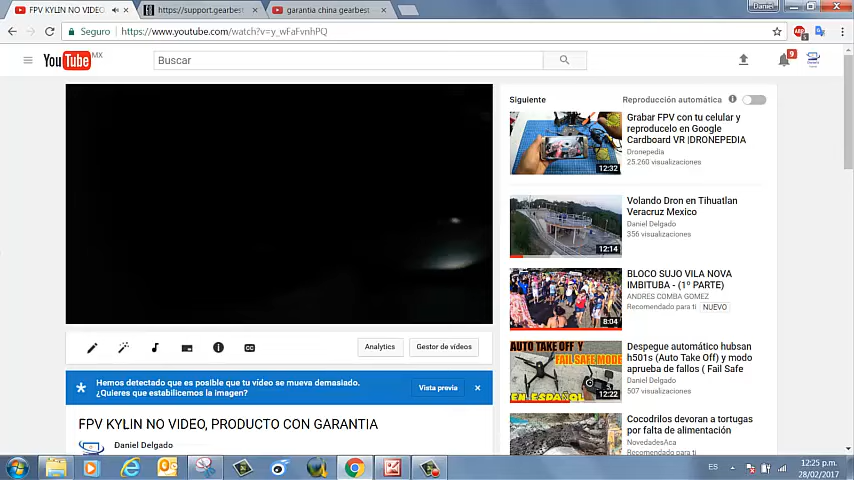 FPV KYLIN NO VIDEO
https://support.gearbest
garantia china gearbest
Daniel
Seguro
https://www.youtube.com/watch?v=y_wFaFvnhPQ
YouTube MX
Buscar
9
Siguiente
Reproducción automática
Grabar FPV con tu celular y
reproducelo en Google
Cardboard VR |DRONEPEDIA
Dronepedia
25,260 visualizaciones
12:32
Volando Dron en Tihuatlan
Veracruz Mexico
Daniel Delgado
356 visualizaciones
12:14
BLOCO SUJO VILA NOVA
IMBITUBA - (1º PARTE)
ANDRES COMBA GOMEZ
Recomendado para ti
NUEVO
8:04
AUTO TAKE OFF Y
FAIL SAFE MODE
EN ESPAÑOL
12:22
Despegue automático hubsan
h501s (Auto Take Off) y modo
aprueba de fallos ( Fail Safe
Daniel Delgado
507 visualizaciones
Cocodrilos devoran a tortugas
por falta de alimentación
NovedadesAca
Recomendado para ti
Analytics
Gestor de vídeos
Hemos detectado que es posible que tu vídeo se mueva demasiado.
¿Quieres que estabilicemos la imagen?
Vista previa
FPV KYLIN NO VIDEO, PRODUCTO CON GARANTIA
Daniel Delgado
ES
12:25 p.m.
28/02/2017